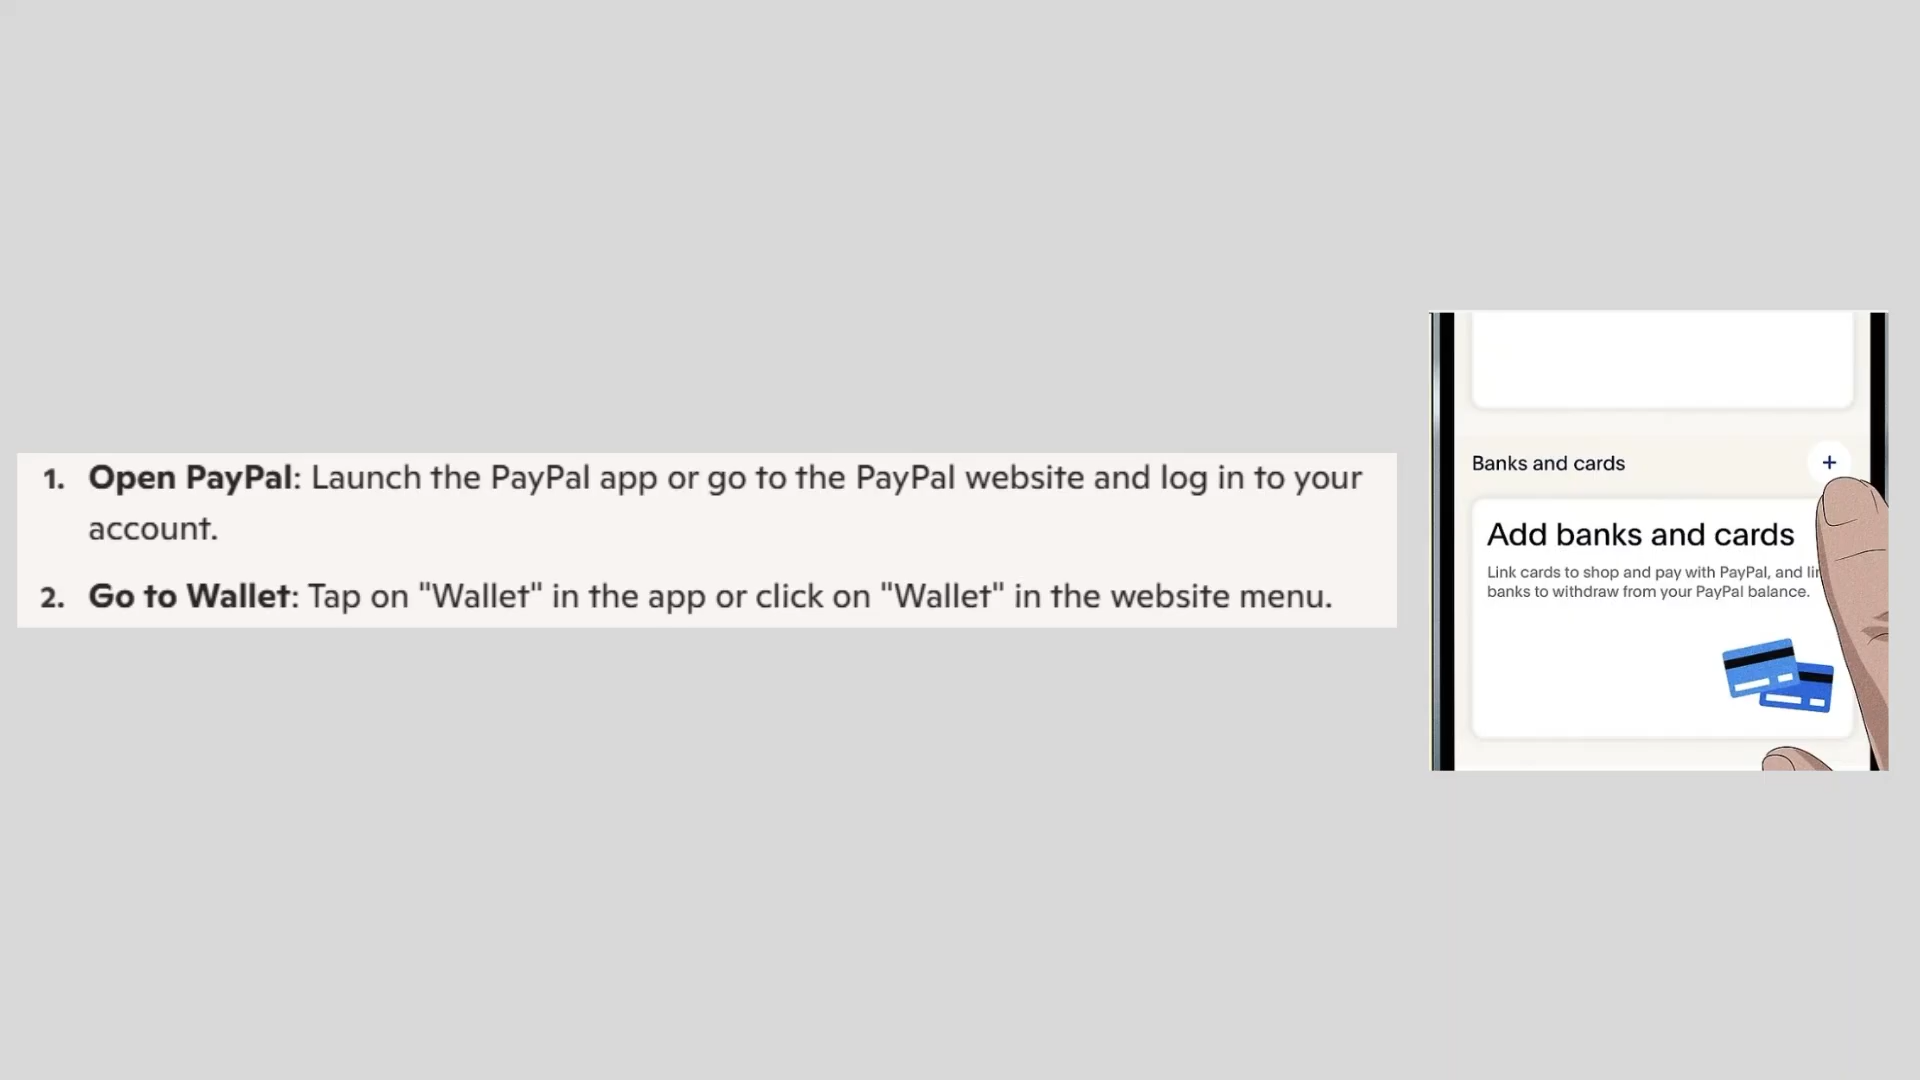 1. Open PayPal: Launch the PayPal app or go to the PayPal website and log in to your
account.
2. Go to Wallet: Tap on "Wallet" in the app or click on "Wallet" in the website menu.
Banks and cards +
Add banks and cards
Link cards to shop and pay with PayPal, and
banks to withdraw from your PayPal balance.